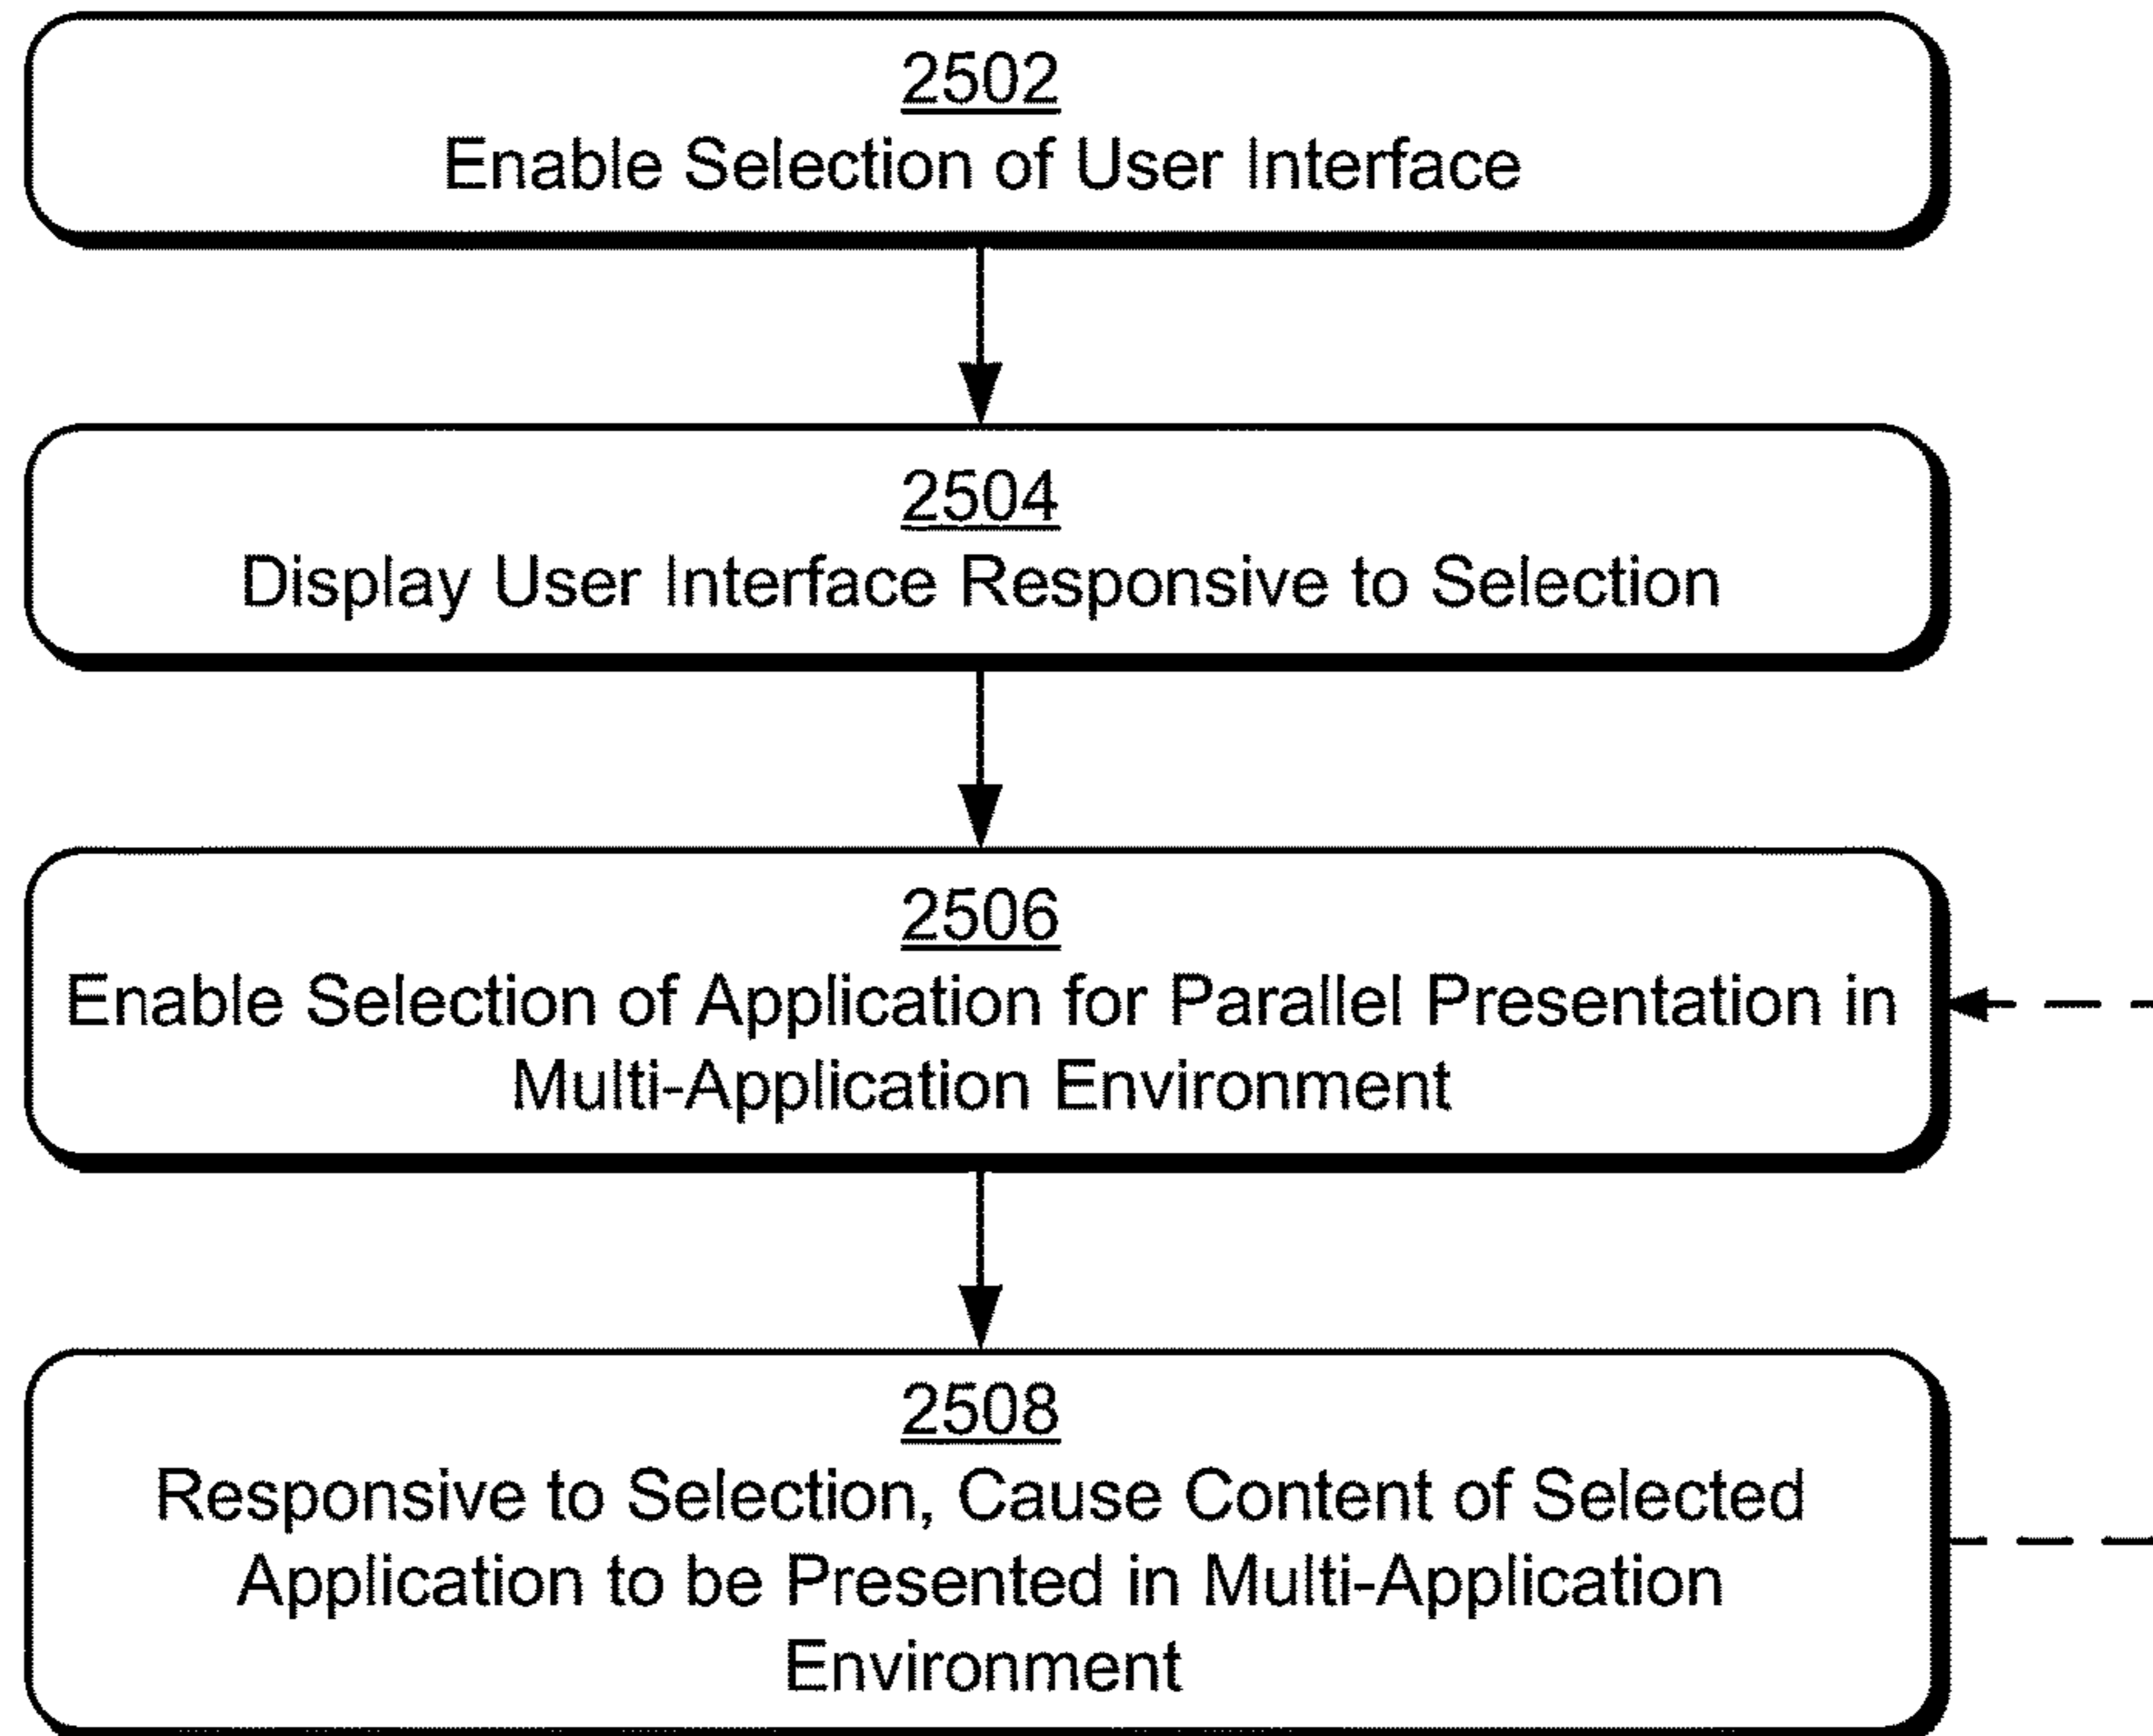 2502
Enable Selection of User Interface
2504
Display User Interface Responsive to Selection
2506
Enable Selection of Application for Parallel Presentation in
Multi-Application Environment
2508
Responsive to Selection, Cause Content of Selected
Application to be Presented in Multi-Application
Environment